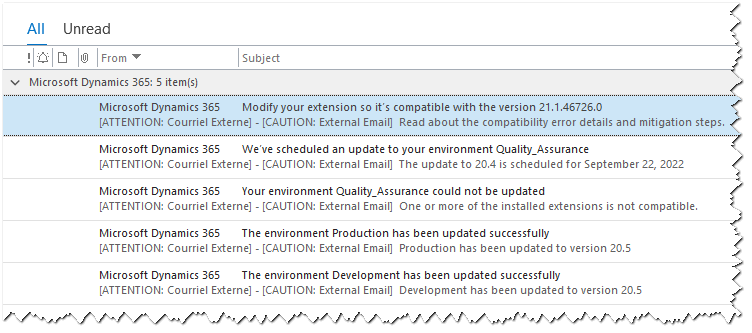 All Unread
! From Subject
Microsoft Dynamics 365: 5 item(s)
Microsoft Dynamics 365 Modify your extension so it's compatible with the version 21.1.46726.0
[ATTENTION: Courriel Externe] - [CAUTION: External Email] Read about the compatibility error details and mitigation steps.
Microsoft Dynamics 365 We've scheduled an update to your environment Quality_Assurance
[ATTENTION: Courriel Externe] - [CAUTION: External Email] The update to 20.4 is scheduled for September 22, 2022
Microsoft Dynamics 365 Your environment Quality_Assurance could not be updated
[ATTENTION: Courriel Externe] - [CAUTION: External Email] One or more of the installed extensions is not compatible.
Microsoft Dynamics 365 The environment Production has been updated successfully
[ATTENTION: Courriel Externe] - [CAUTION: External Email] Production has been updated to version 20.5
Microsoft Dynamics 365 The environment Development has been updated successfully
[ATTENTION: Courriel Externe] - [CAUTION: External Email] Development has been updated to version 20.5